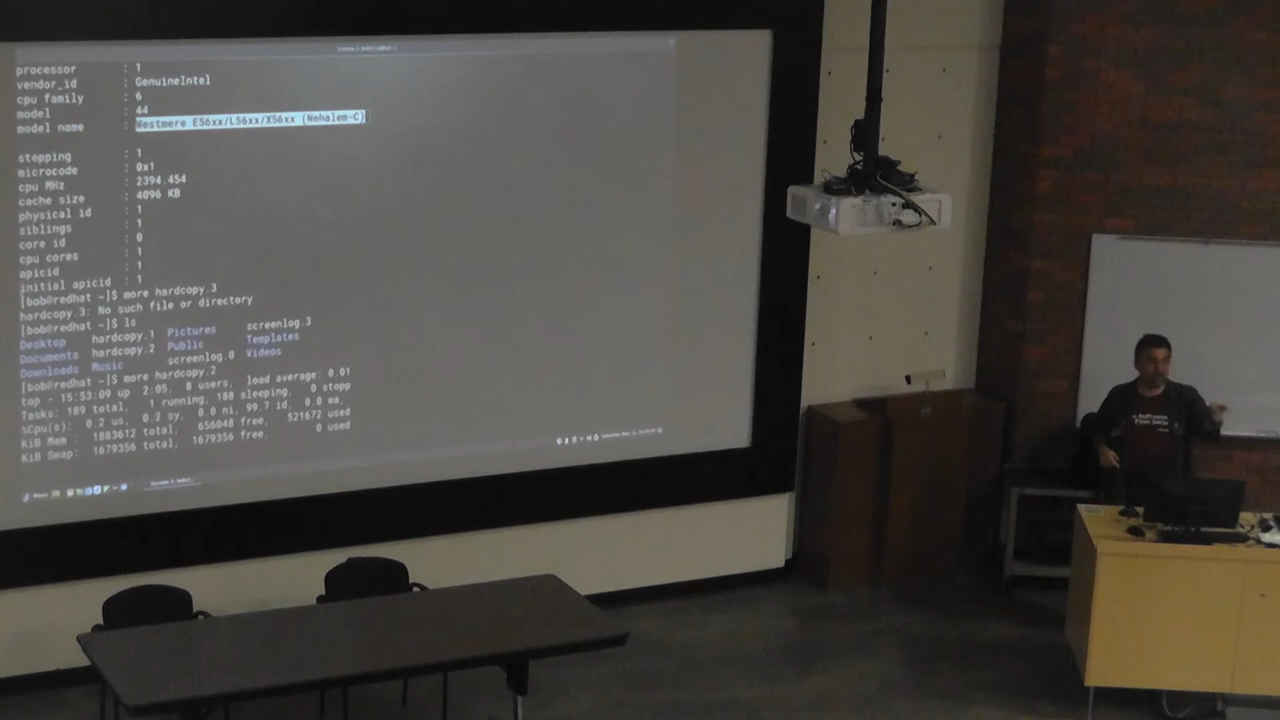 processor : 1
vendor_id : GenuineIntel
cpu family : 6
model : 44
model name : Westmere E56xx/L56xx/X56xx (Nehalem-C)
stepping : 1
microcode : 0x1
cpu MHz : 2394.454
cache size : 4096 KB
physical id : 1
siblings : 1
core id : 0
cpu cores : 1
apicid : 1
initial apicid : 1
[bob@redhat ~]$ more hardcopy.3
hardcopy.3: No such file or directory
[bob@redhat ~]$ ls
Desktop hardcopy.1 Pictures screenlog.3
Documents hardcopy.2 Public Templates
Downloads Music screenlog.0 Videos
[bob@redhat ~]$ more hardcopy.2
top - 15:53:09 up 2:05, 8 users, load average: 0.01
Tasks: 189 total, 1 running, 188 sleeping, 0 stopp
%Cpu(s): 0.2 us, 0.2 sy, 0.0 ni, 99.7 id, 0.0 wa,
KiB Mem : 1883612 total, 656048 free, 521672 used
KiB Swap: 1679356 total, 1679356 free, 0 used
Software